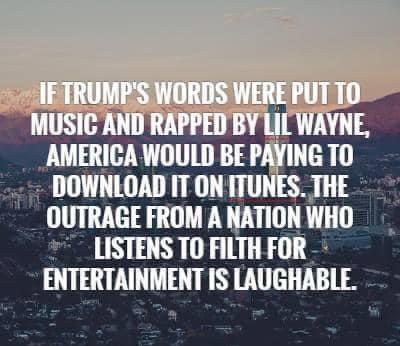 IF TRUMP'S WORDS WERE PUT TO
MUSIC AND RAPPED BY LIL WAYNE,
AMERICA WOULD BE PAYING TO
DOWNLOAD IT ON ITUNES. THE
OUTRAGE FROM A NATION WHO
LISTENS TO FILTH FOR
ENTERTAINMENT IS LAUGHABLE.